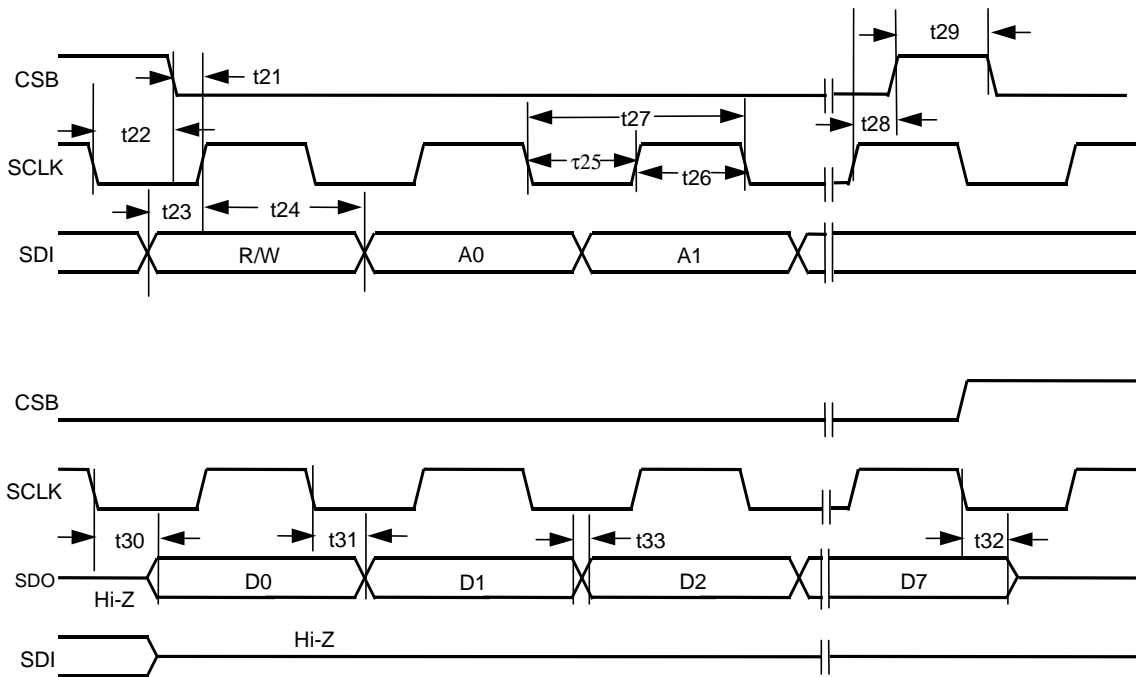 t29
CSB
t21
t22
t27
t28
SCLK
τ25
t26
t23
t24
SDI
R/W
A0
A1
CSB
SCLK
t30
t31
t33
t32
SDO
D0
D1
D2
D7
Hi-Z
Hi-Z
SDI